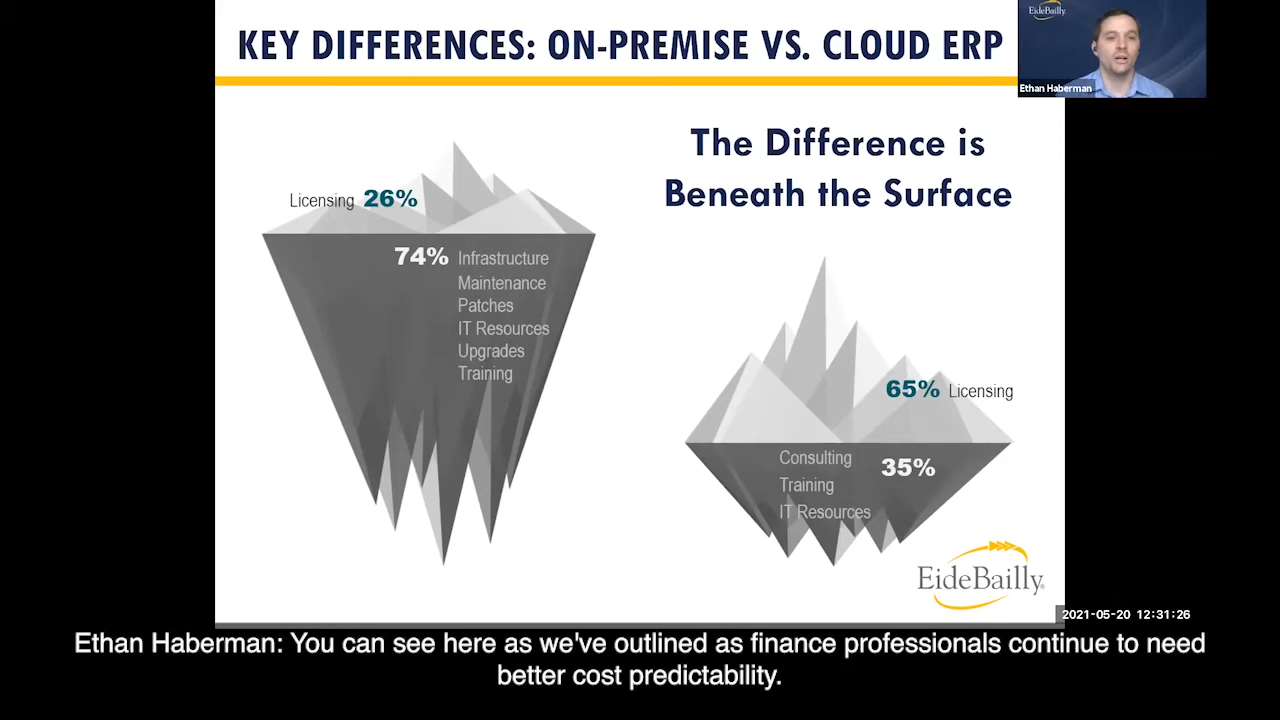 KEY DIFFERENCES: ON-PREMISE VS. CLOUD ERP
EideBailly
Ethan Haberman
The Difference is
Beneath the Surface
Licensing 26%
74% Infrastructure
Maintenance
Patches
IT Resources
Upgrades
Training
65% Licensing
Consulting
35%
Training
IT Resources
EideBailly
2021-05-20 12:31:26
Ethan Haberman: You can see here as we've outlined as finance professionals continue to need
better cost predictability.